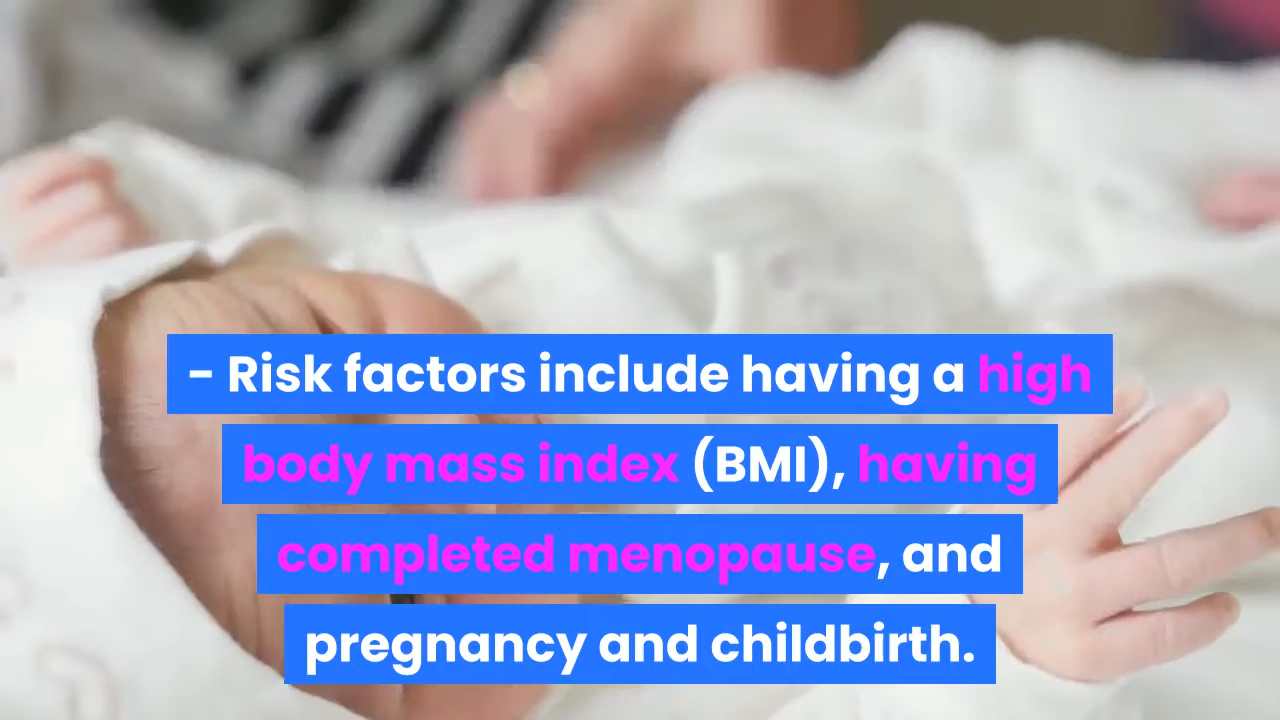 - Risk factors include having a high
body mass index (BMI), having
completed menopause, and
pregnancy and childbirth.